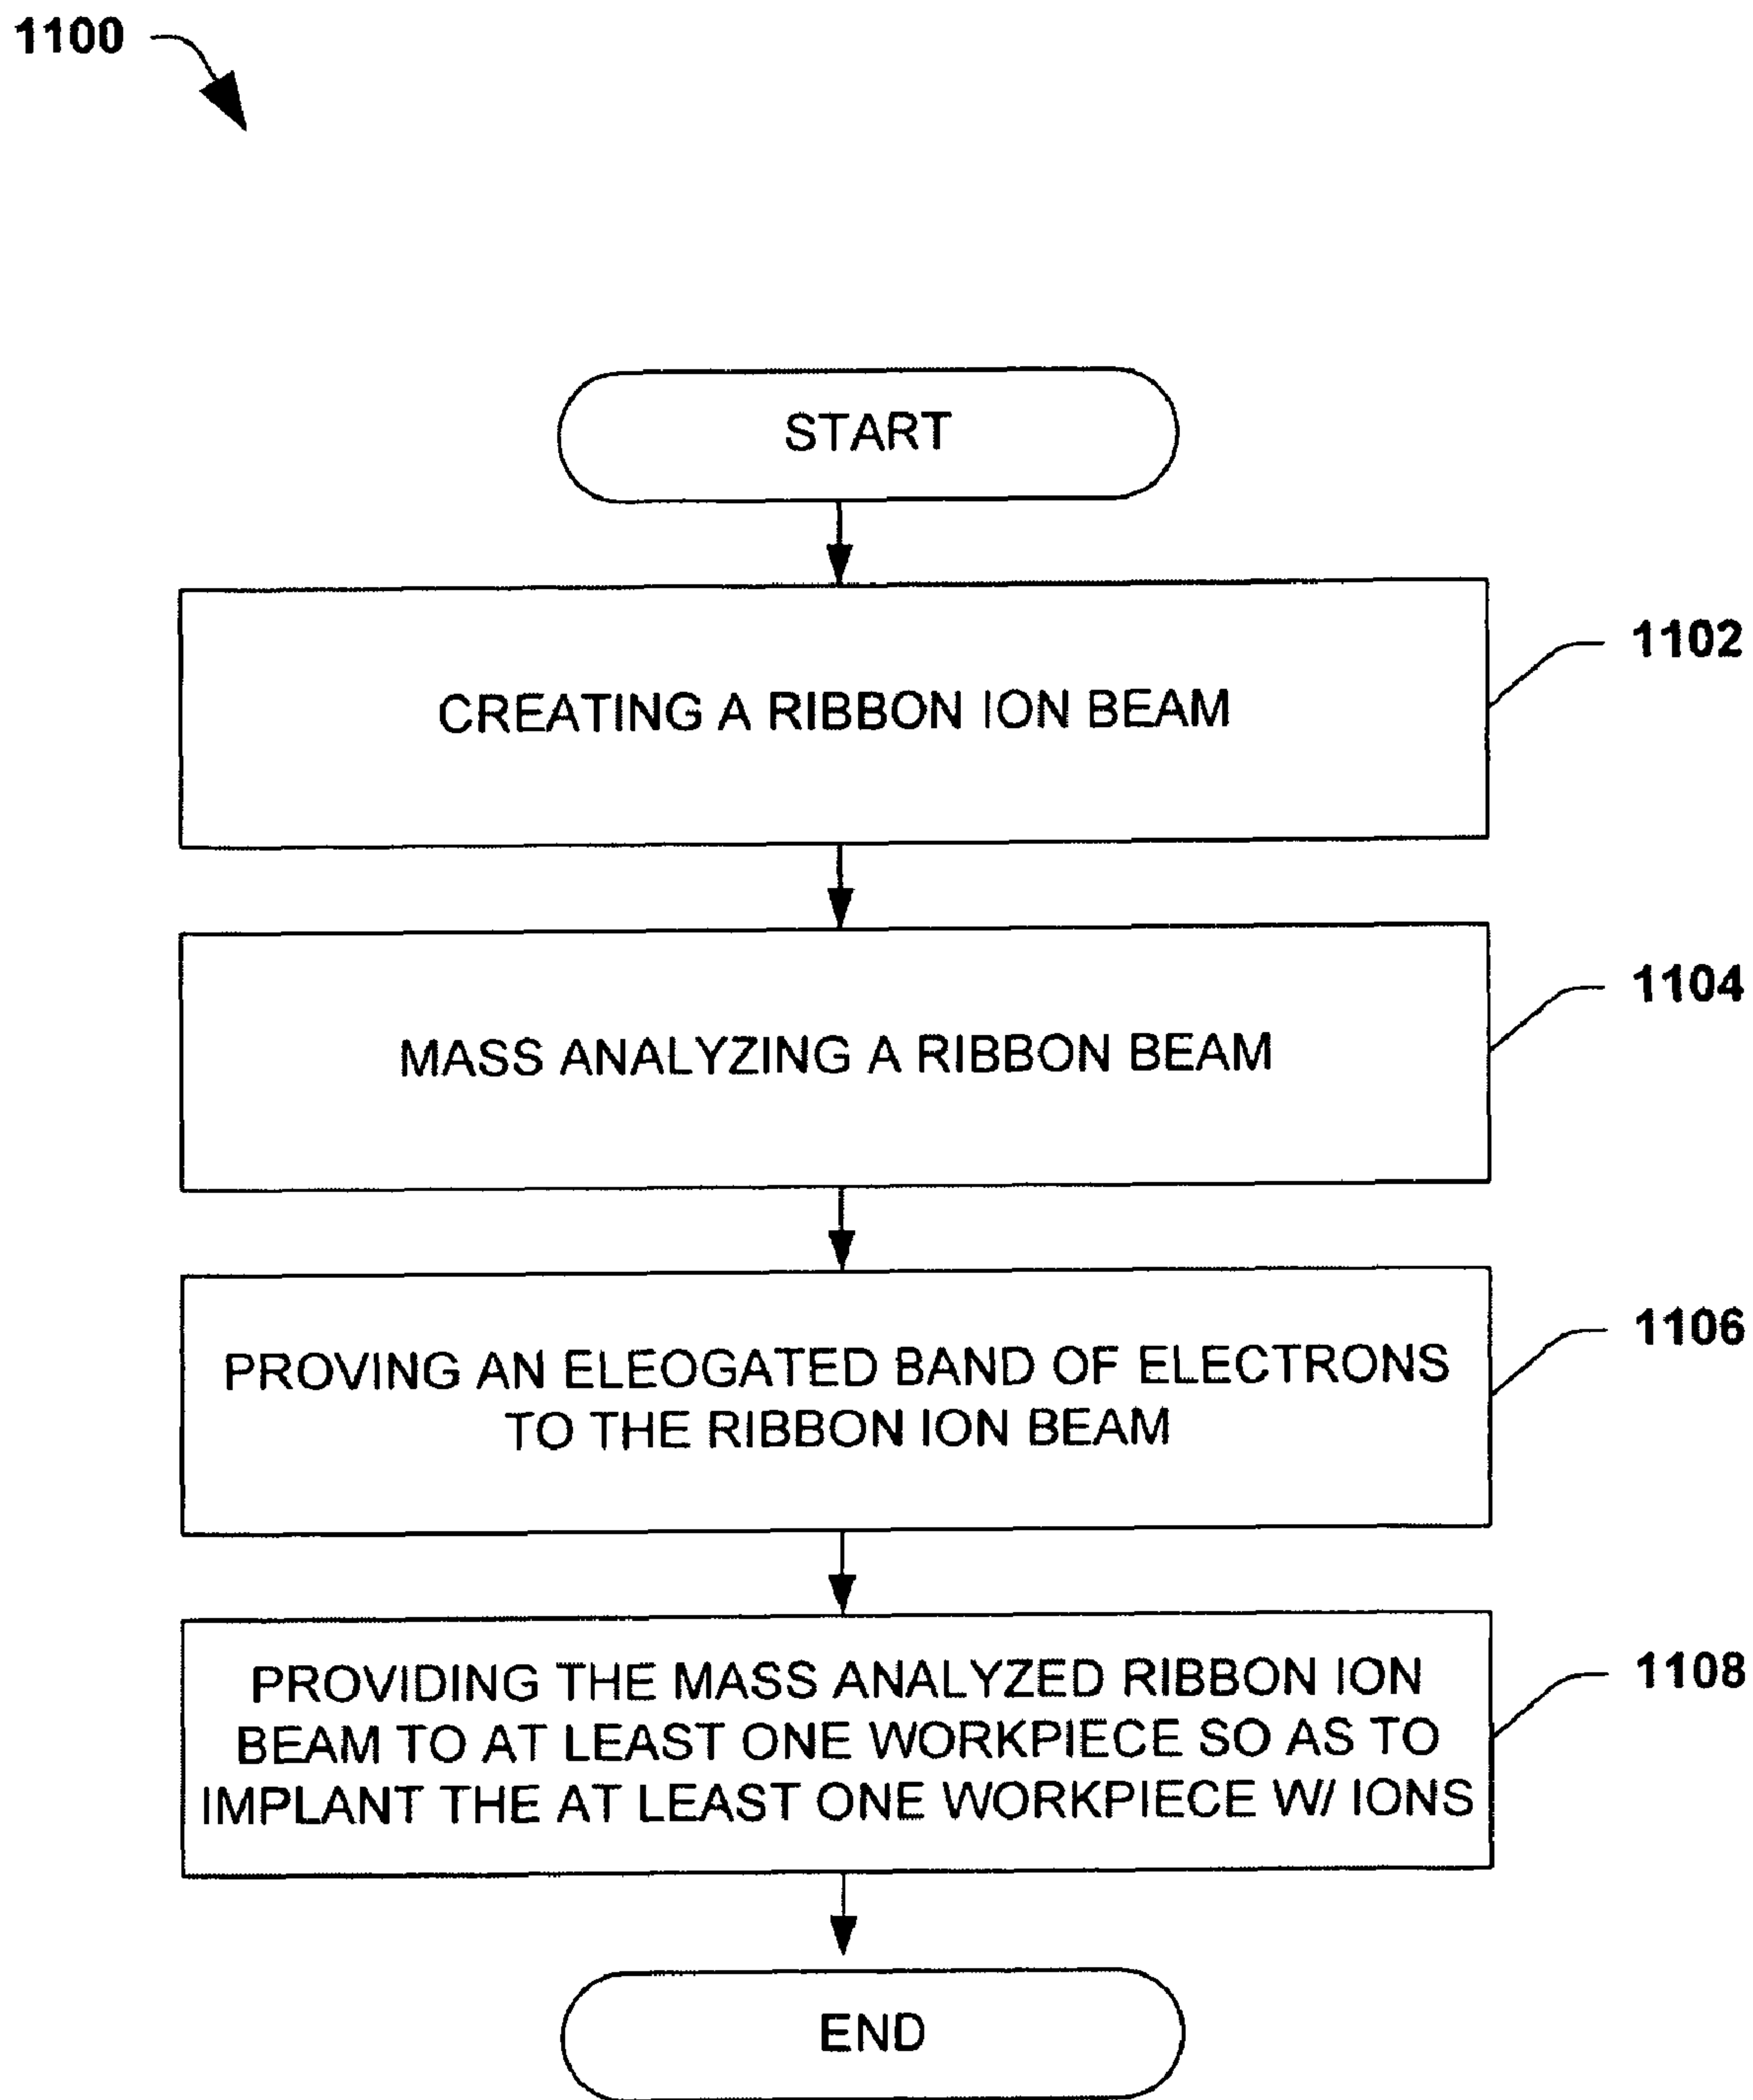 1100
START
CREATING A RIBBON ION BEAM
1102
MASS ANALYZING A RIBBON BEAM
1104
PROVING AN ELEOGATED BAND OF ELECTRONS
TO THE RIBBON ION BEAM
1106
PROVIDING THE MASS ANALYZED RIBBON ION
BEAM TO AT LEAST ONE WORKPIECE SO AS TO
IMPLANT THE AT LEAST ONE WORKPIECE W/ IONS
1108
END